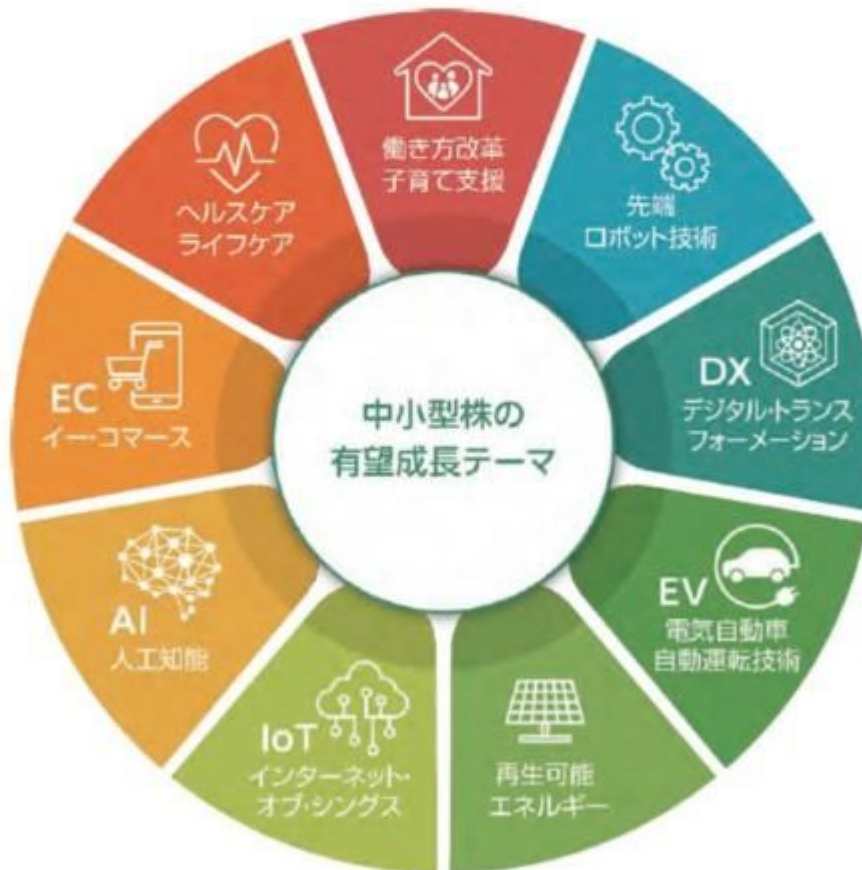 中小型株の
有望成長テーマ
働き方改革
子育て支援
先端
ロボット技術
DX
デジタル・トランス
フォーメーション
EV
電気自動車
自動運転技術
再生可能
エネルギー
IoT
インターネット・
オブ・シングス
AI
人工知能
EC
イー・コマース
ヘルスケア
ライフケア